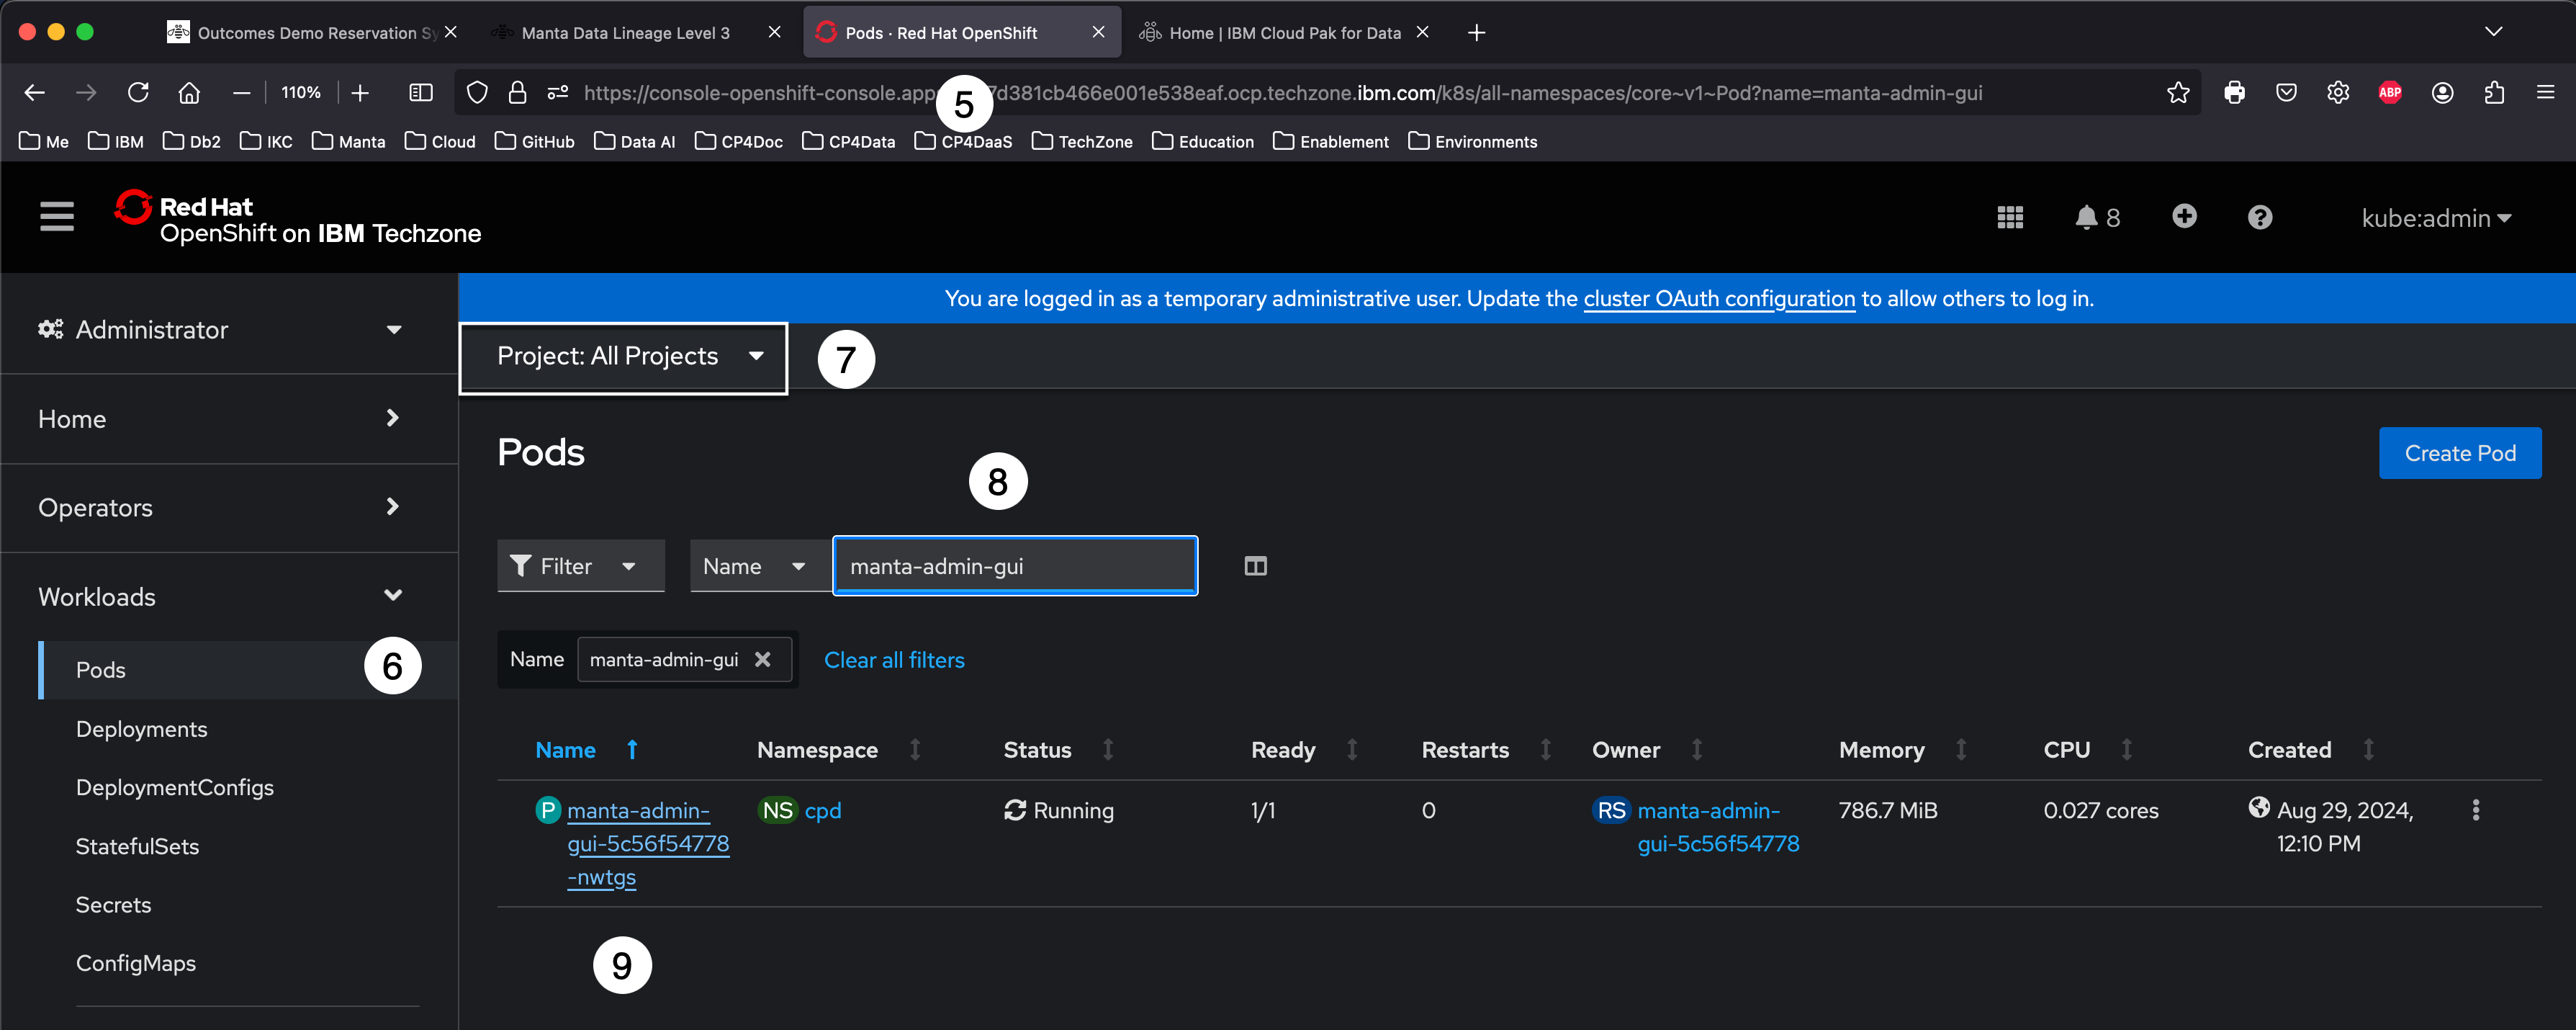 Outcomes Demo Reservation Sy
Manta Data Lineage Level 3
Pods · Red Hat OpenShift
Home | IBM Cloud Pak for Data
110%
https://console-openshift-console.app 5 7d381cb466e001e538eaf.ocp.techzone.ibm.com/k8s/all-namespaces/core~v1~Pod?name=manta-admin-gui
ABP
Me IBM Db2 IKC Manta Cloud GitHub Data AI CP4Doc CP4Data CP4DaaS TechZone Education Enablement Environments
Red Hat
OpenShift on IBM Techzone
8
kube:admin
You are logged in as a temporary administrative user. Update the cluster OAuth configuration to allow others to log in.
Administrator
Home
Operators
Workloads
Pods 6
Deployments
DeploymentConfigs
StatefulSets
Secrets
ConfigMaps
Project: All Projects 7
Pods
Create Pod
8
Filter Name manta-admin-gui
Name manta-admin-gui Clear all filters
Name Namespace Status Ready Restarts Owner Memory CPU Created
P manta-admin- NS cpd Running 1/1 0 RS manta-admin- 786.7 MiB 0.027 cores Aug 29, 2024,
gui-5c56f54778 gui-5c56f54778 12:10 PM
-nwtgs
9